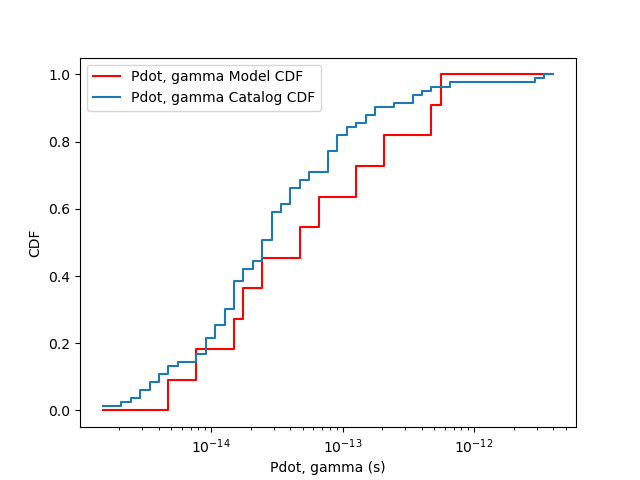 Pdot, gamma Model CDF
Pdot, gamma Catalog CDF
1.0
0.8
0.6
0.4
0.2
0.0
CDF
10⁻¹⁴
10⁻¹³
10⁻¹²
Pdot, gamma (s)